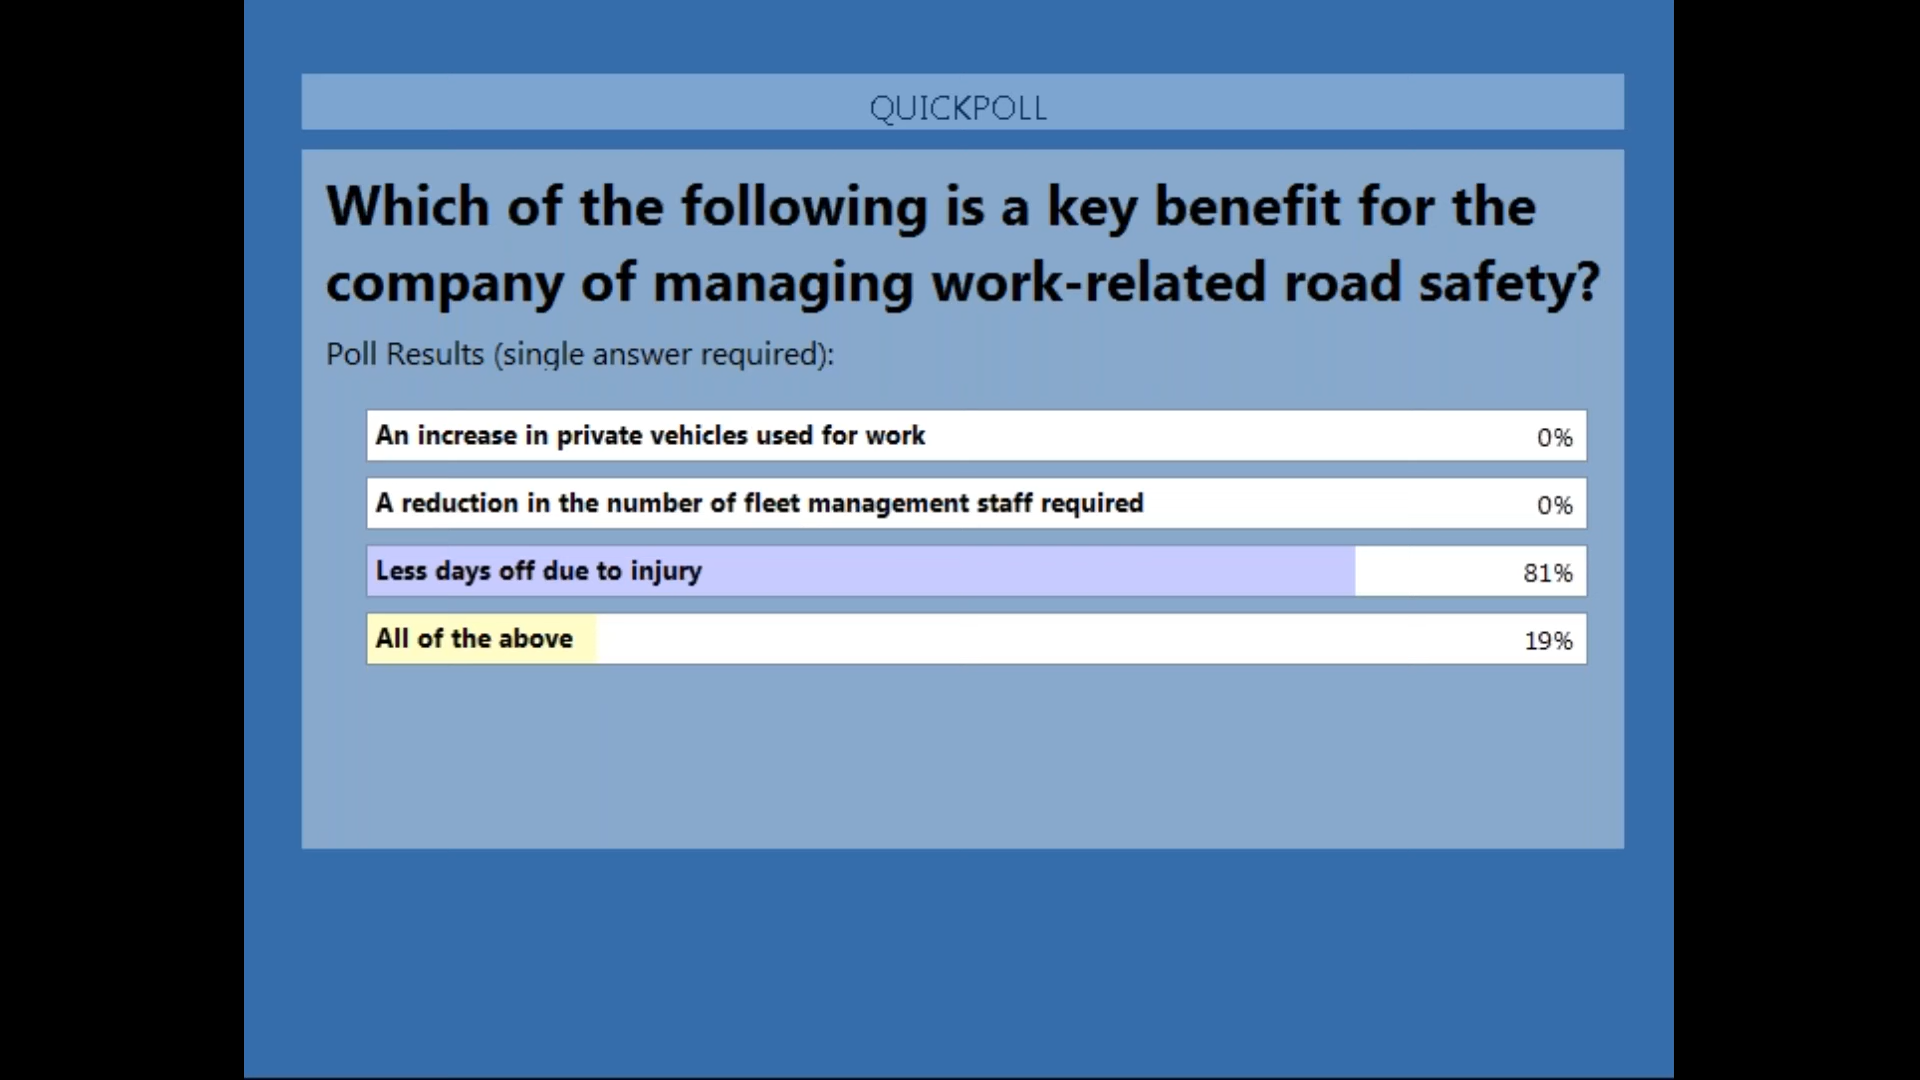 QUICKPOLL
Which of the following is a key benefit for the
company of managing work-related road safety?
Poll Results (single answer required):
An increase in private vehicles used for work 0%
A reduction in the number of fleet management staff required 0%
Less days off due to injury 81%
All of the above 19%